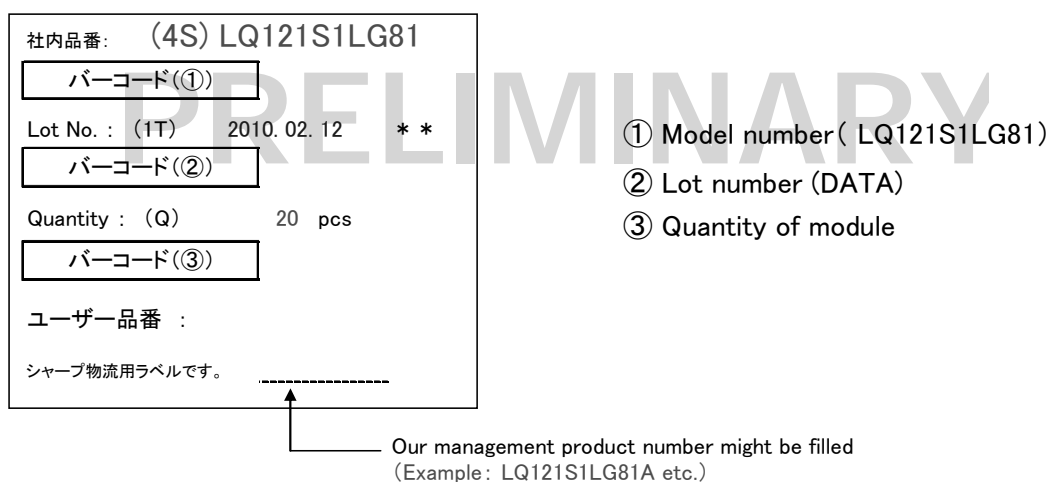 社内品番: (4S) LQ121S1LG81
バーコード(①)
PRELIMINARY
Lot No. : (1T) 2010. 02. 12 * *
バーコード(②)
Quantity : (Q) 20 pcs
バーコード(③)
ユーザー品番 :
シャープ物流用ラベルです。
① Model number( LQ121S1LG81)
② Lot number (DATA)
③ Quantity of module
Our management product number might be filled
(Example: LQ121S1LG81A etc.)